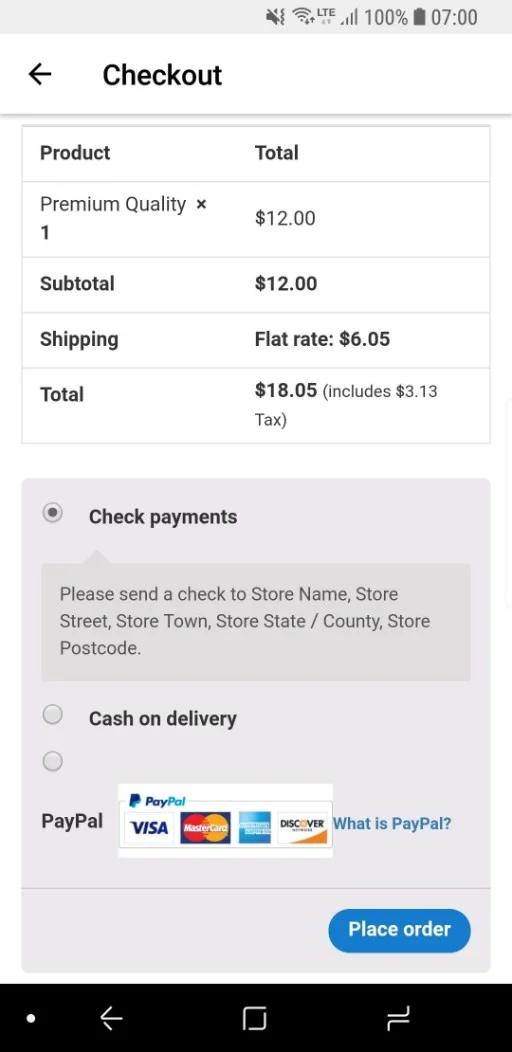 LTE 100% 07:00
Checkout
Product Total
Premium Quality × $12.00
1
Subtotal $12.00
Shipping Flat rate: $6.05
Total $18.05 (includes $3.13
Tax)
Check payments
Please send a check to Store Name, Store
Street, Store Town, Store State / County, Store
Postcode.
Cash on delivery
PayPal
PayPal VISA MasterCard DISCOVER What is PayPal?
Place order